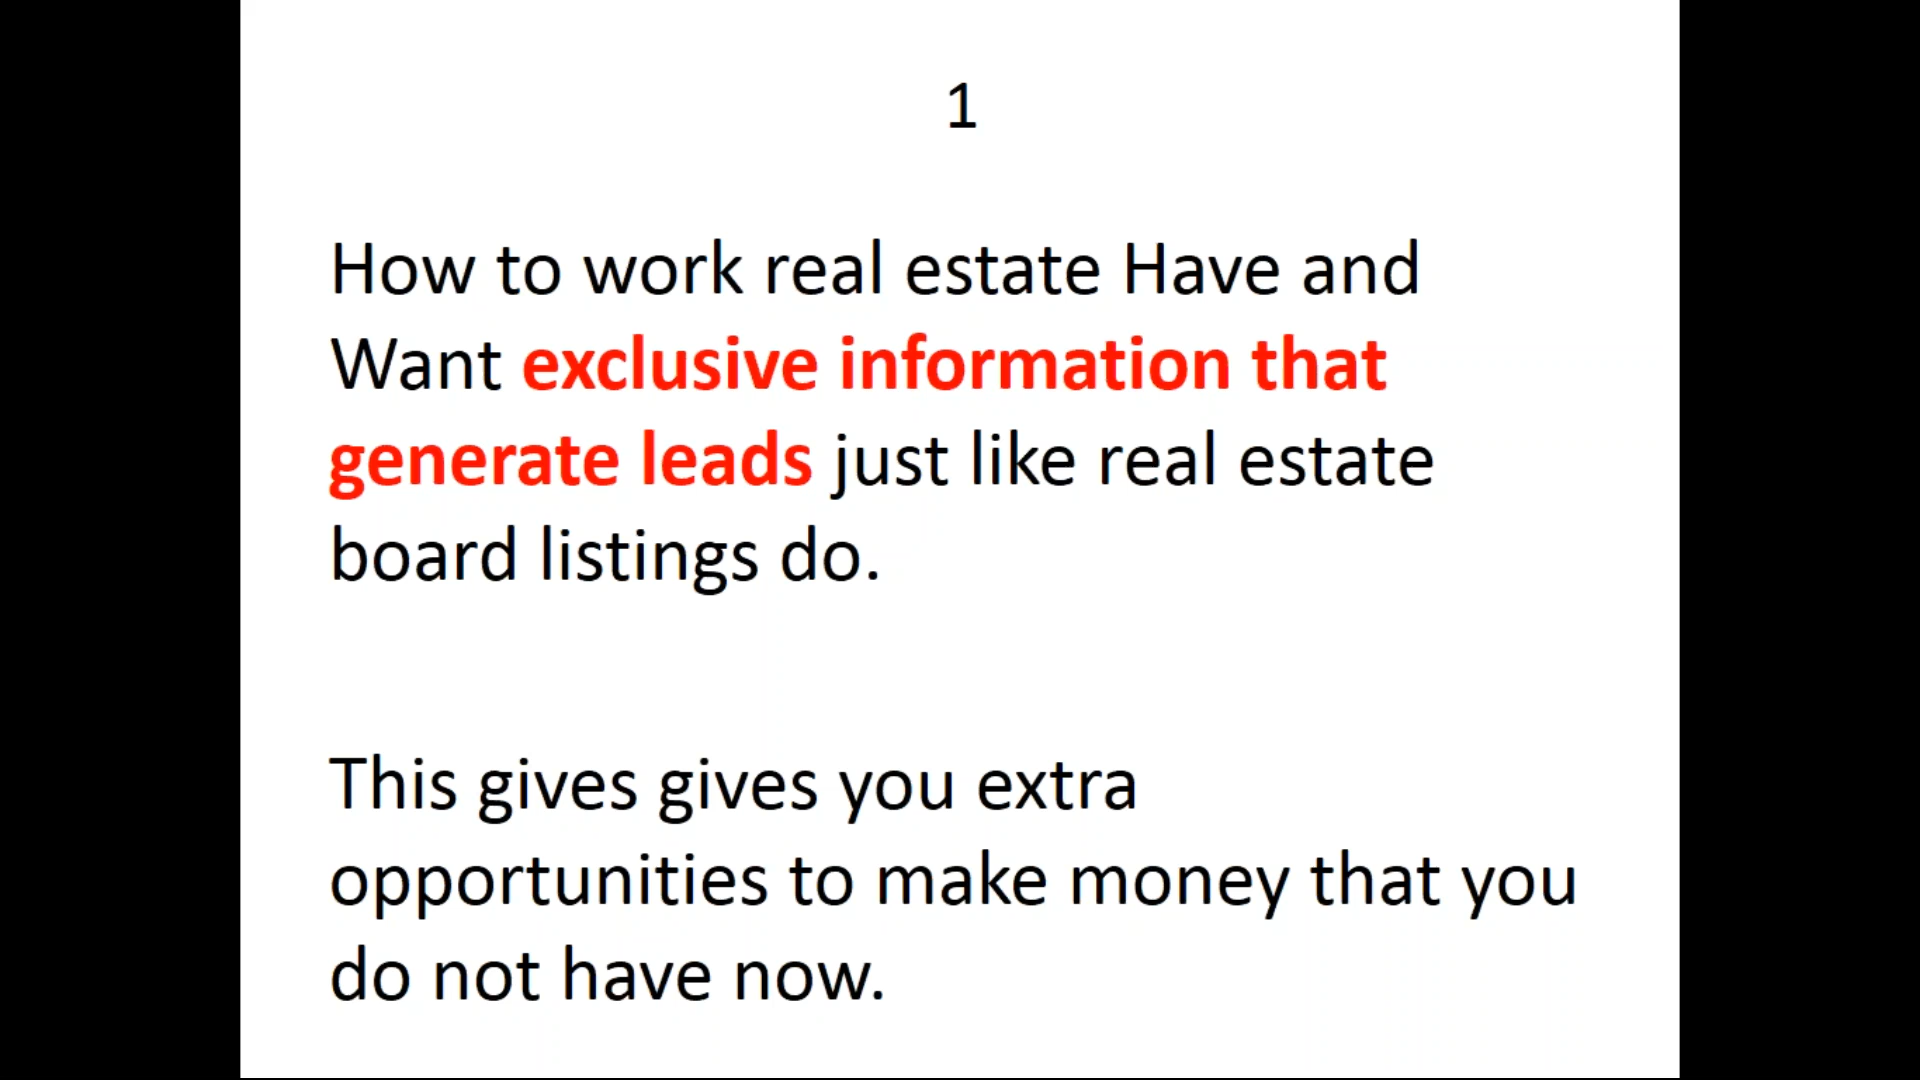 1
How to work real estate Have and
Want exclusive information that
generate leads just like real estate
board listings do.
This gives gives you extra
opportunities to make money that you
do not have now.